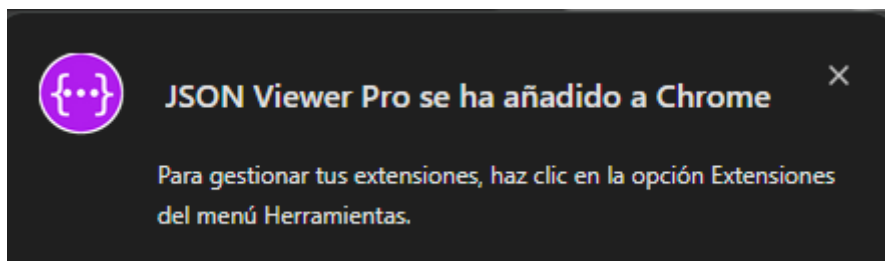 {···}
JSON Viewer Pro se ha añadido a Chrome
Para gestionar tus extensiones, haz clic en la opción Extensiones
del menú Herramientas.